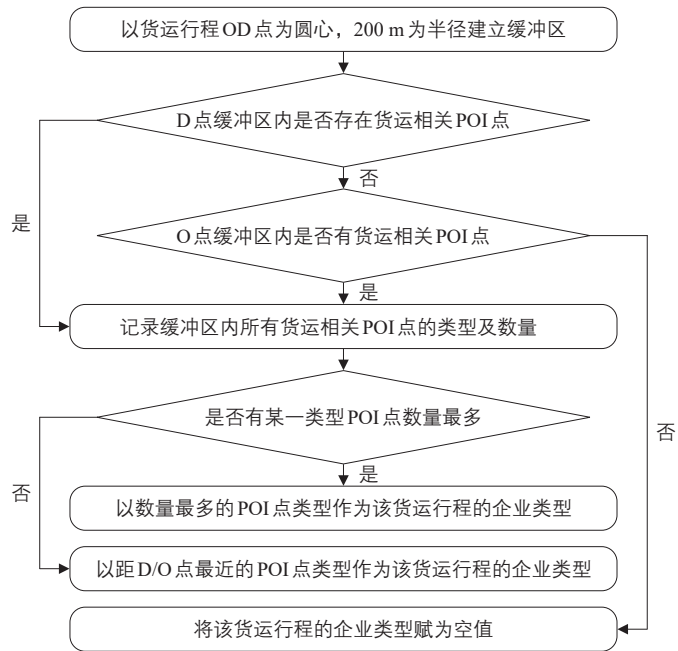 以货运行程OD点为圆心，200 m为半径建立缓冲区
D点缓冲区内是否存在货运相关POI点
否
是
O点缓冲区内是否有货运相关POI点
是
记录缓冲区内所有货运相关POI点的类型及数量
是否有某一类型POI点数量最多
否
是
否
以数量最多的POI点类型作为该货运行程的企业类型
以距D/O点最近的POI点类型作为该货运行程的企业类型
将该货运行程的企业类型赋为空值